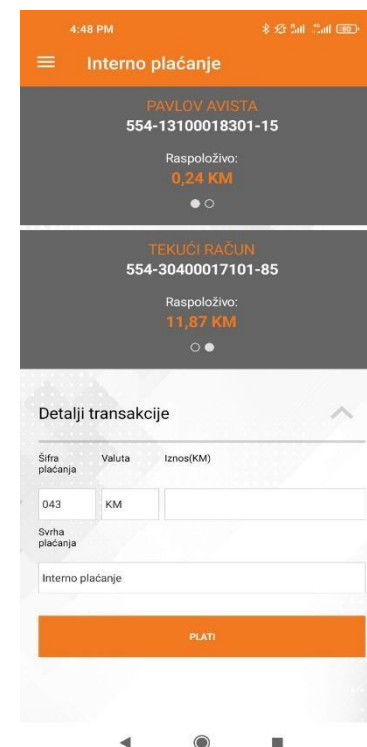 4:48 PM
80
Interno plaćanje
PAVLOV AVISTA
554-13100018301-15
Raspoloživo:
0,24 KM
TEKUĆI RAČUN
554-30400017101-85
Raspoloživo:
11,87 KM
Detalji transakcije
Šifra plaćanja Valuta Iznos(KM)
043 KM
Svrha
plaćanja
Interno plaćanje
PLATI